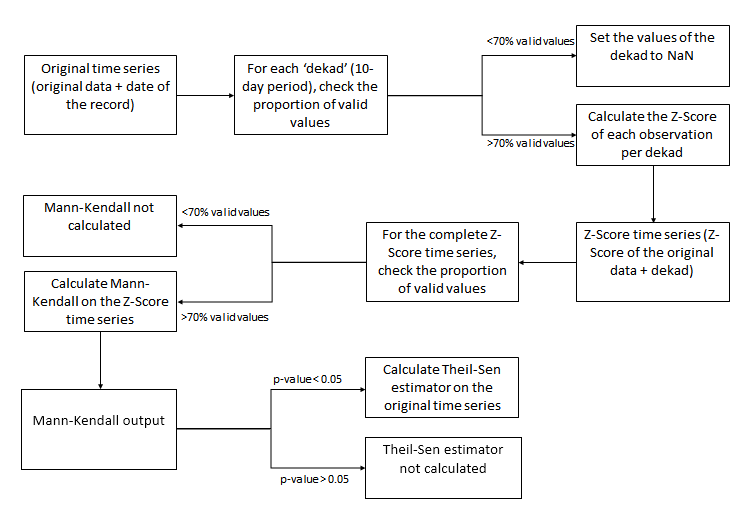 Original time series
(original data + date of
the record)
For each ‘dekad’ (10-
day period), check the
proportion of valid
values
<70% valid values
Set the values of the
dekad to NaN
>70% valid values
Calculate the Z-Score
of each observation
per dekad
Z-Score time series (Z-
Score of the original
data + dekad)
For the complete Z-
Score time series,
check the proportion
of valid values
<70% valid values
Mann-Kendall not
calculated
>70% valid values
Calculate Mann-
Kendall on the Z-Score
time series
Mann-Kendall output
p-value<0.05
Calculate Theil-Sen
estimator on the
original time series
p-value>0.05
Theil-Sen estimator
not calculated